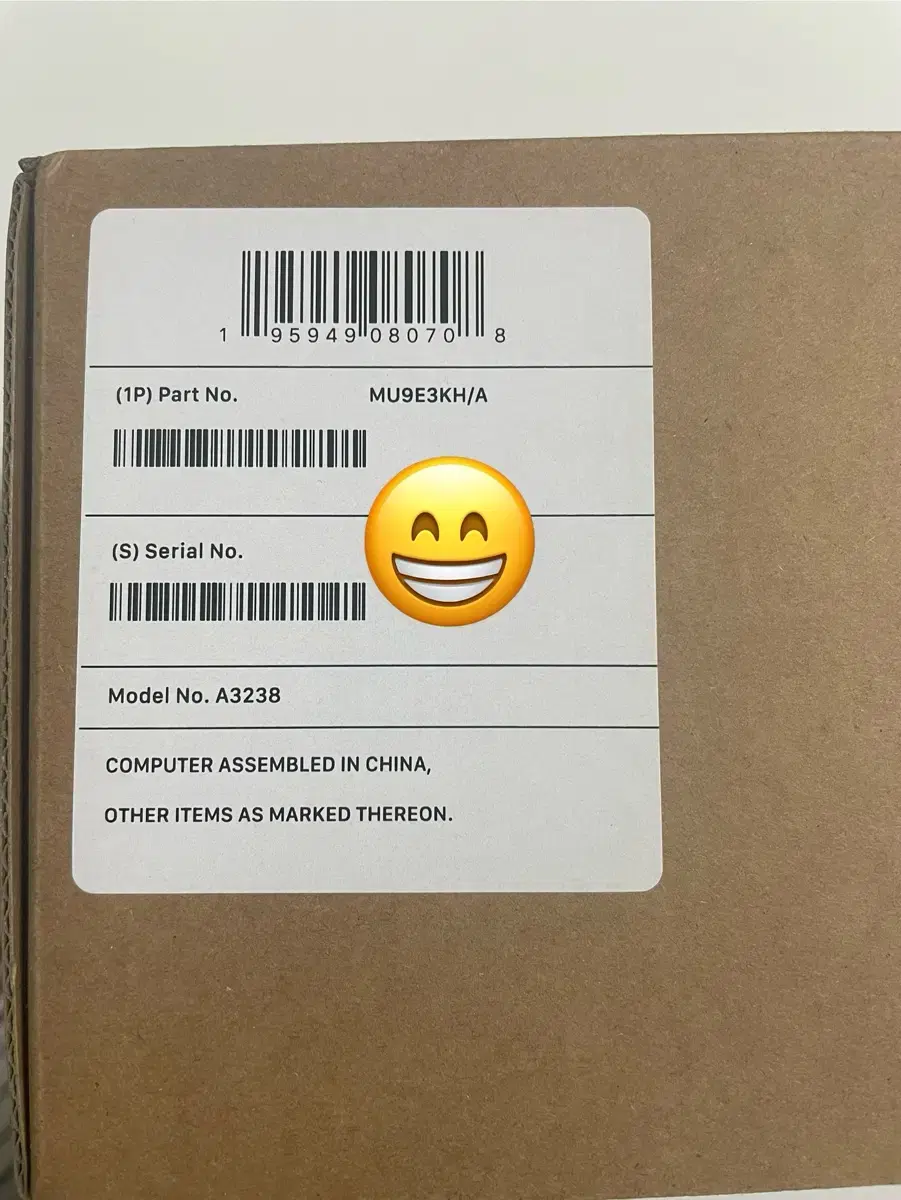 1 95949 08070 8
(1P) Part No. MU9E3KH/A
(S) Serial No.
Model No. A3238
COMPUTER ASSEMBLED IN CHINA,
OTHER ITEMS AS MARKED THEREON.